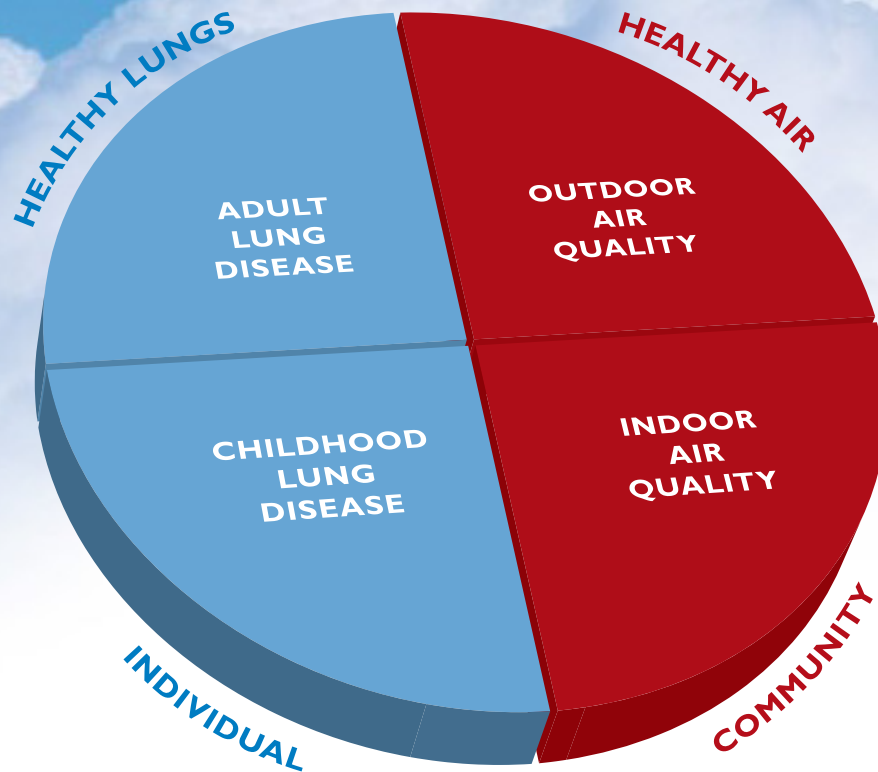 HEALTHY LUNGS
HEALTHY AIR
ADULT
LUNG
DISEASE
OUTDOOR
AIR
QUALITY
CHILDHOOD
LUNG
DISEASE
INDOOR
AIR
QUALITY
INDIVIDUAL
COMMUNITY